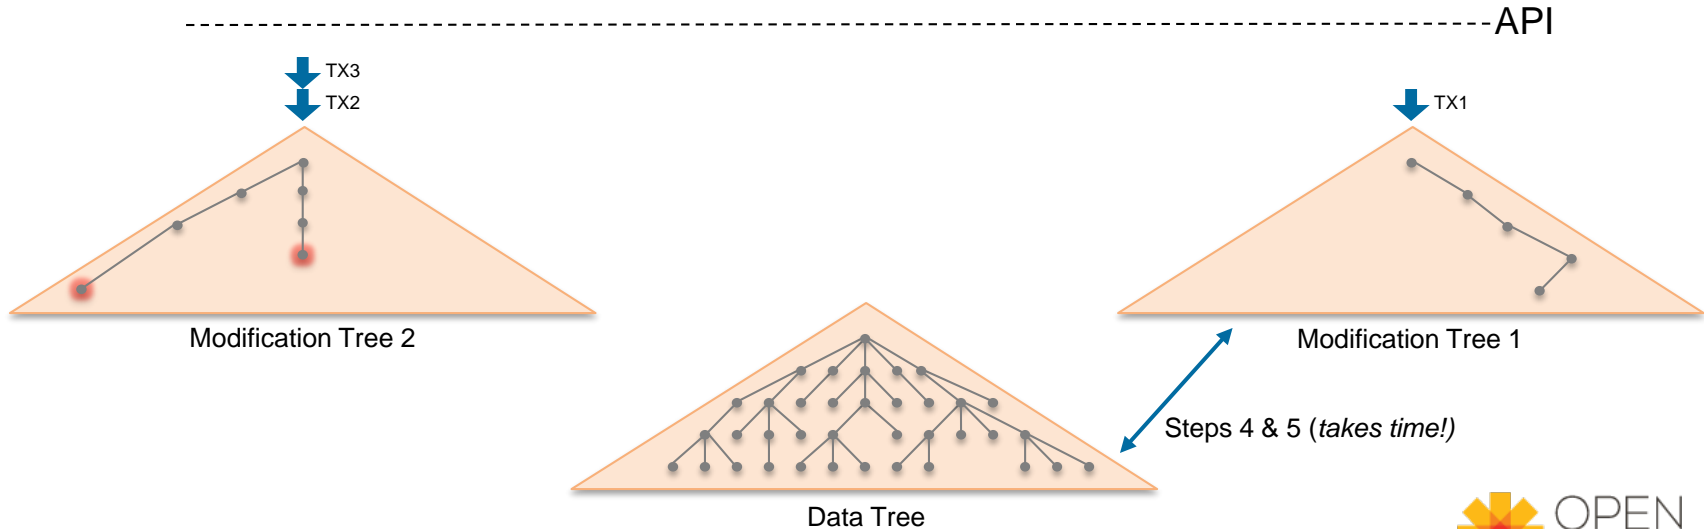 API
TX3
TX2
TX1
Modification Tree 2
Modification Tree 1
Steps 4 & 5 (takes time!)
Data Tree
OPEN